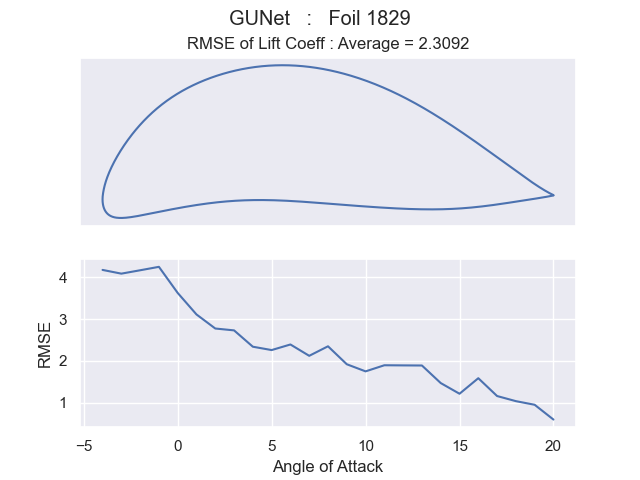 GUNet   :   Foil 1829
RMSE of Lift Coeff : Average = 2.3092
4
3
2
1
RMSE
−5 0 5 10 15 20
Angle of Attack